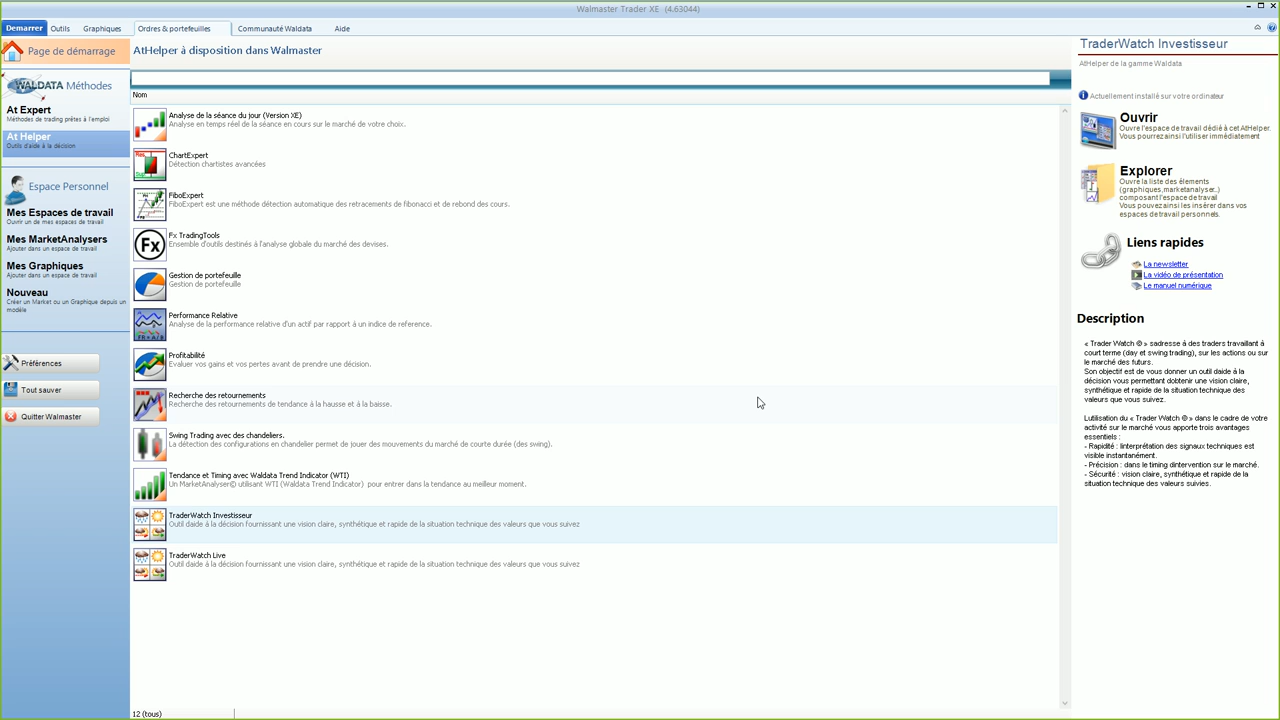 Walmaster Trader XE (4.63044)
Demarrer Outils Graphiques Ordres & portefeuilles Communauté Waldata Aide
Page de démarrage
WALDATA Méthodes
At Expert
Méthodes de trading prêtes à l'emploi
At Helper
Outils d'aide à la décision
Espace Personnel
Mes Espaces de travail
Ouvrir un de mes espaces de travail
Mes MarketAnalysers
Ajouter dans un espace de travail
Mes Graphiques
Ajouter dans un espace de travail
Nouveau
Créer un Market ou un Graphique depuis un
modèle
Préférences
Tout sauver
Quitter Walmaster
AtHelper à disposition dans Walmaster
Nom
Analyse de la séance du jour (Version XE)
Analyse en temps réel de la séance en cours sur le marché de votre choix.
ChartExpert
Détection chartistes avancées
FiboExpert
FiboExpert est une méthode détection automatique des retracements de fibonacci et de rebond des cours.
Fx
Fx TradingTools
Ensemble d'outils destinés à l'analyse globale du marché des devises.
Gestion de portefeuille
Gestion de portefeuille
Performance Relative
Analyse de la performance relative d'un actif par rapport à un indice de reference.
Profitabilité
Evaluer vos gains et vos pertes avant de prendre une décision.
Recherche des retournements
Recherche des retournements de tendance à la hausse et à la baisse.
Swing Trading avec des chandeliers.
La détection des configurations en chandelier permet de jouer des mouvements du marché de courte durée (des swing).
Tendance et Timing avec Waldata Trend Indicator (WTI)
Un MarketAnalyser© utilisant WTI (Waldata Trend Indicator) pour entrer dans la tendance au meilleur moment.
TraderWatch Investisseur
Outil daide á la décision fournissant une vision claire, synthétique et rapide de la situation technique des valeurs que vous suivez
TraderWatch Live
Outil daide á la décision fournissant une vision claire, synthétique et rapide de la situation technique des valeurs que vous suivez
12 (tous)
TraderWatch Investisseur
AtHelper de la gamme Waldata
Actuellement installé sur votre ordinateur
Ouvrir
Ouvre l'espace de travail dédié à cet AtHelper.
Vous pourrez ainsi l'utiliser immédiatement
Explorer
Ouvre la liste des élements
(graphiques,marketanalyser...)
composant l'espace de travail
Vous pouvez ainsi les insérer dans vos
espaces de travail personnels.
Liens rapides
La newsletter
La vidéo de présentation
Le manuel numérique
Description
« Trader Watch ® » sadresse á des traders travaillant á
court terme (day et swing trading), sur les actions ou sur
le marché des futurs.
Son objectif est de vous donner un outil daide á la
décision vous permettant dobtenir une vision claire,
synthétique et rapide de la situation technique des
valeurs que vous suivez.
Lutilisation du « Trader Watch ® » dans le cadre de votre
activité sur le marché vous apporte trois avantages
essentiels :
- Rapidité : linterprétation des signaux techniques est
visible instantanément.
- Précision : dans le timing dintervention sur le marché.
- Sécurité : vision claire, synthétique et rapide de la
situation technique des valeurs suivies.